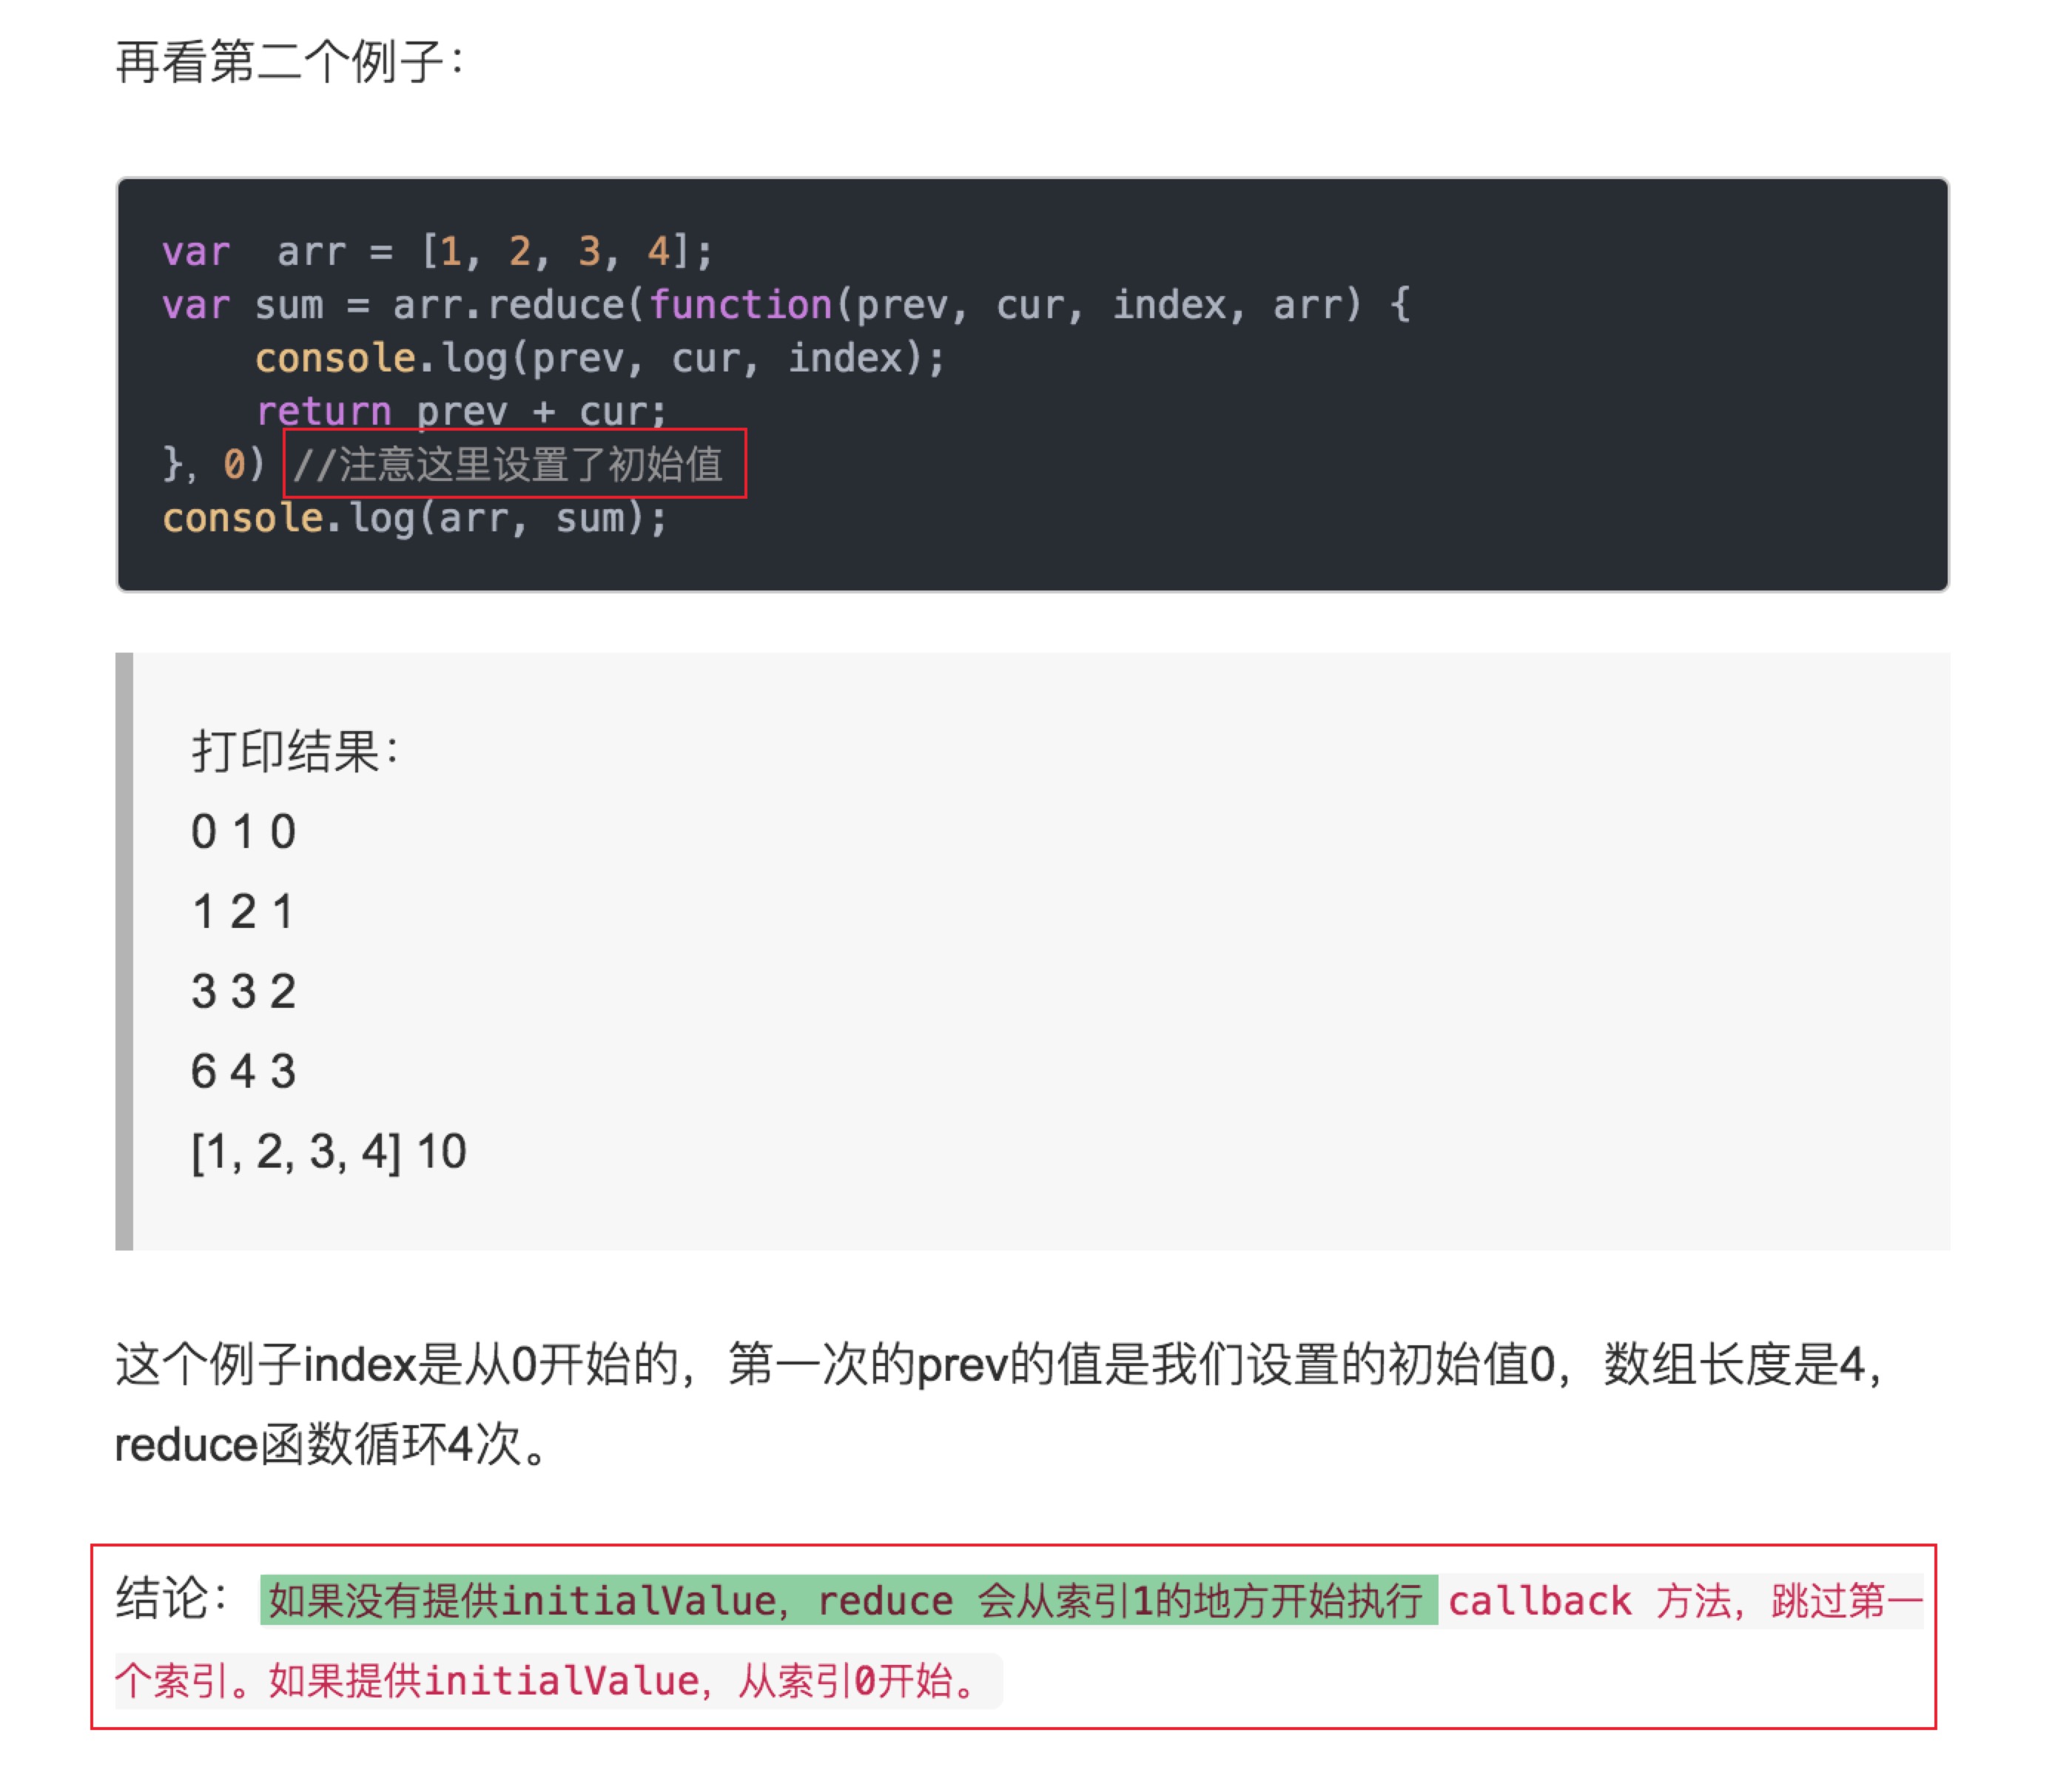 再看第二个例子：
var  arr = [1, 2, 3, 4];
var sum = arr.reduce(function(prev, cur, index, arr) {
    console.log(prev, cur, index);
    return prev + cur;
}, 0) //注意这里设置了初始值
console.log(arr, sum);
打印结果：
0 1 0
1 2 1
3 3 2
6 4 3
[1, 2, 3, 4] 10
这个例子index是从0开始的，第一次的prev的值是我们设置的初始值0，数组长度是4，
reduce函数循环4次。
结论：如果没有提供initialValue，reduce 会从索引1的地方开始执行 callback 方法，跳过第一
个索引。如果提供initialValue，从索引0开始。